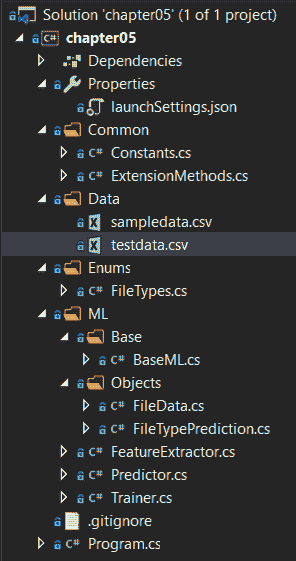 Solution 'chapter05' (1 of 1 project)
C# chapter05
Dependencies
Properties
launchSettings.json
Common
C# Constants.cs
C# ExtensionMethods.cs
Data
sampledata.csv
testdata.csv
Enums
C# FileTypes.cs
ML
Base
C# BaseML.cs
Objects
C# FileData.cs
C# FileTypePrediction.cs
C# FeatureExtractor.cs
C# Predictor.cs
C# Trainer.cs
.gitignore
C# Program.cs